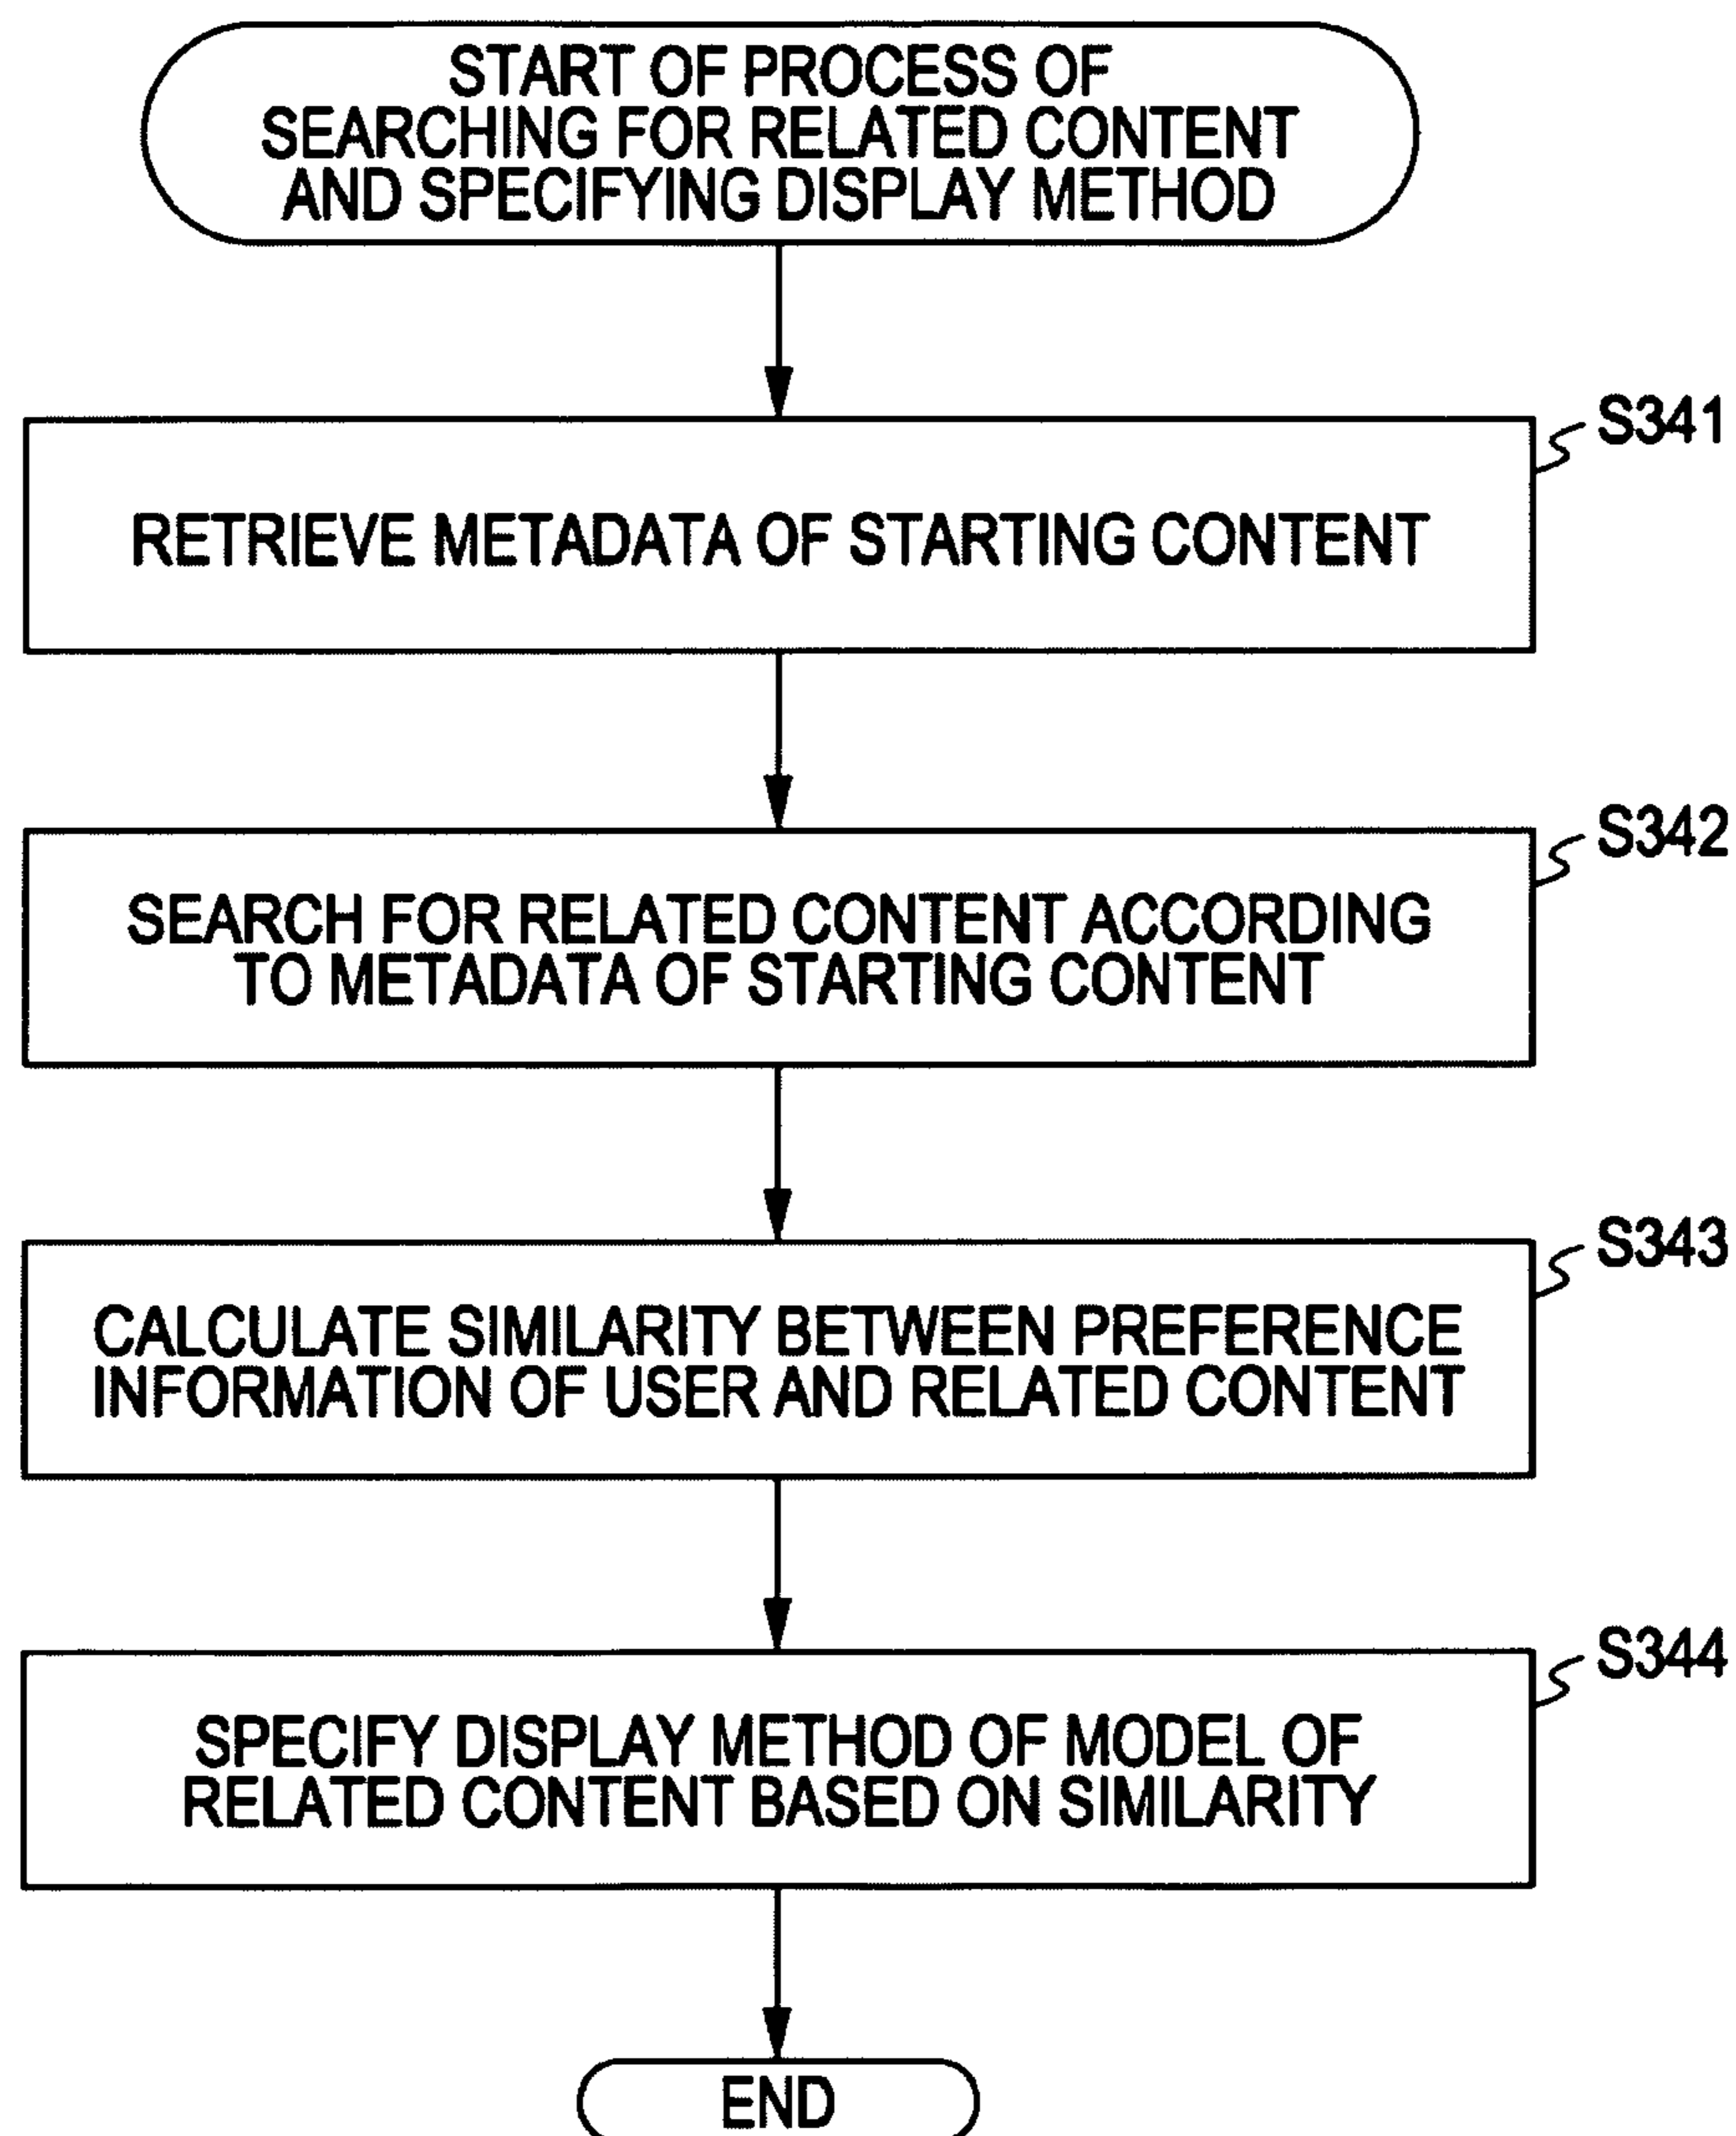 START OF PROCESS OF
SEARCHING FOR RELATED CONTENT
AND SPECIFYING DISPLAY METHOD
S341
RETRIEVE METADATA OF STARTING CONTENT
S342
SEARCH FOR RELATED CONTENT ACCORDING
TO METADATA OF STARTING CONTENT
S343
CALCULATE SIMILARITY BETWEEN PREFERENCE
INFORMATION OF USER AND RELATED CONTENT
S344
SPECIFY DISPLAY METHOD OF MODEL OF
RELATED CONTENT BASED ON SIMILARITY
END